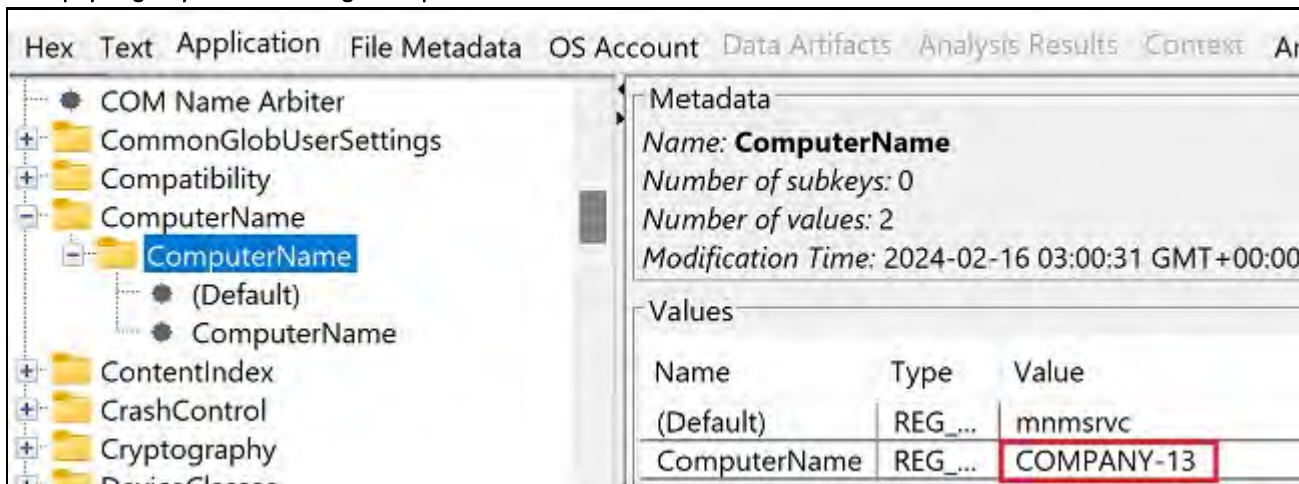 Hex Text Application File Metadata OS Account Data Artifacts Analysis Results Context
COM Name Arbiter
CommonGlobUserSettings
Compatibility
ComputerName
ComputerName
(Default)
ComputerName
ContentIndex
CrashControl
Cryptography
DeviceClasses
Metadata
Name: ComputerName
Number of subkeys: 0
Number of values: 2
Modification Time: 2024-02-16 03:00:31 GMT+00:00
Values
Name Type Value
(Default) REG_... mnmsrvc
ComputerName REG_... COMPANY-13